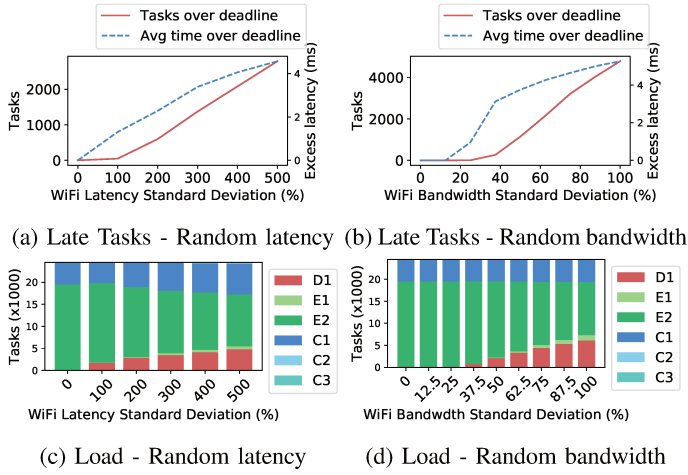 Tasks over deadline
Avg time over deadline
Tasks
2000
1000
0
Excess latency (ms)
4
2
0
0 100 200 300 400 500
WiFi Latency Standard Deviation (%)
(a) Late Tasks - Random latency
Tasks over deadline
Avg time over deadline
Tasks
4000
2000
0
Excess latency (ms)
4
2
0
0 20 40 60 80 100
WiFi Bandwidth Standard Deviation (%)
(b) Late Tasks - Random bandwidth
Tasks (x1000)
20
15
10
5
0
0 100 200 300 400 500
WiFi Latency Standard Deviation (%)
D1
E1
E2
C1
C2
C3
(c) Load - Random latency
Tasks (x1000)
20
15
10
5
0
0 12.5 25 37.5 50 62.5 75 87.5 100
WiFi Bandwdth Standard Deviation (%)
D1
E1
E2
C1
C2
C3
(d) Load - Random bandwidth